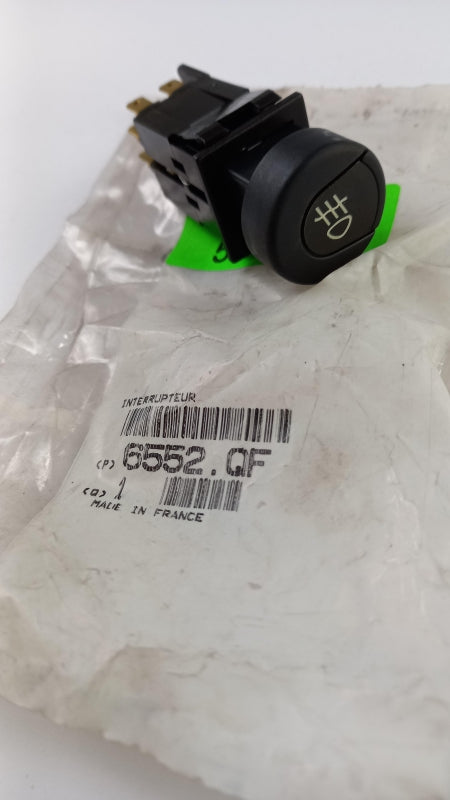 INTERRUPTEUR
(P) 6552.QF
(Q) 1
MADE IN FRANCE